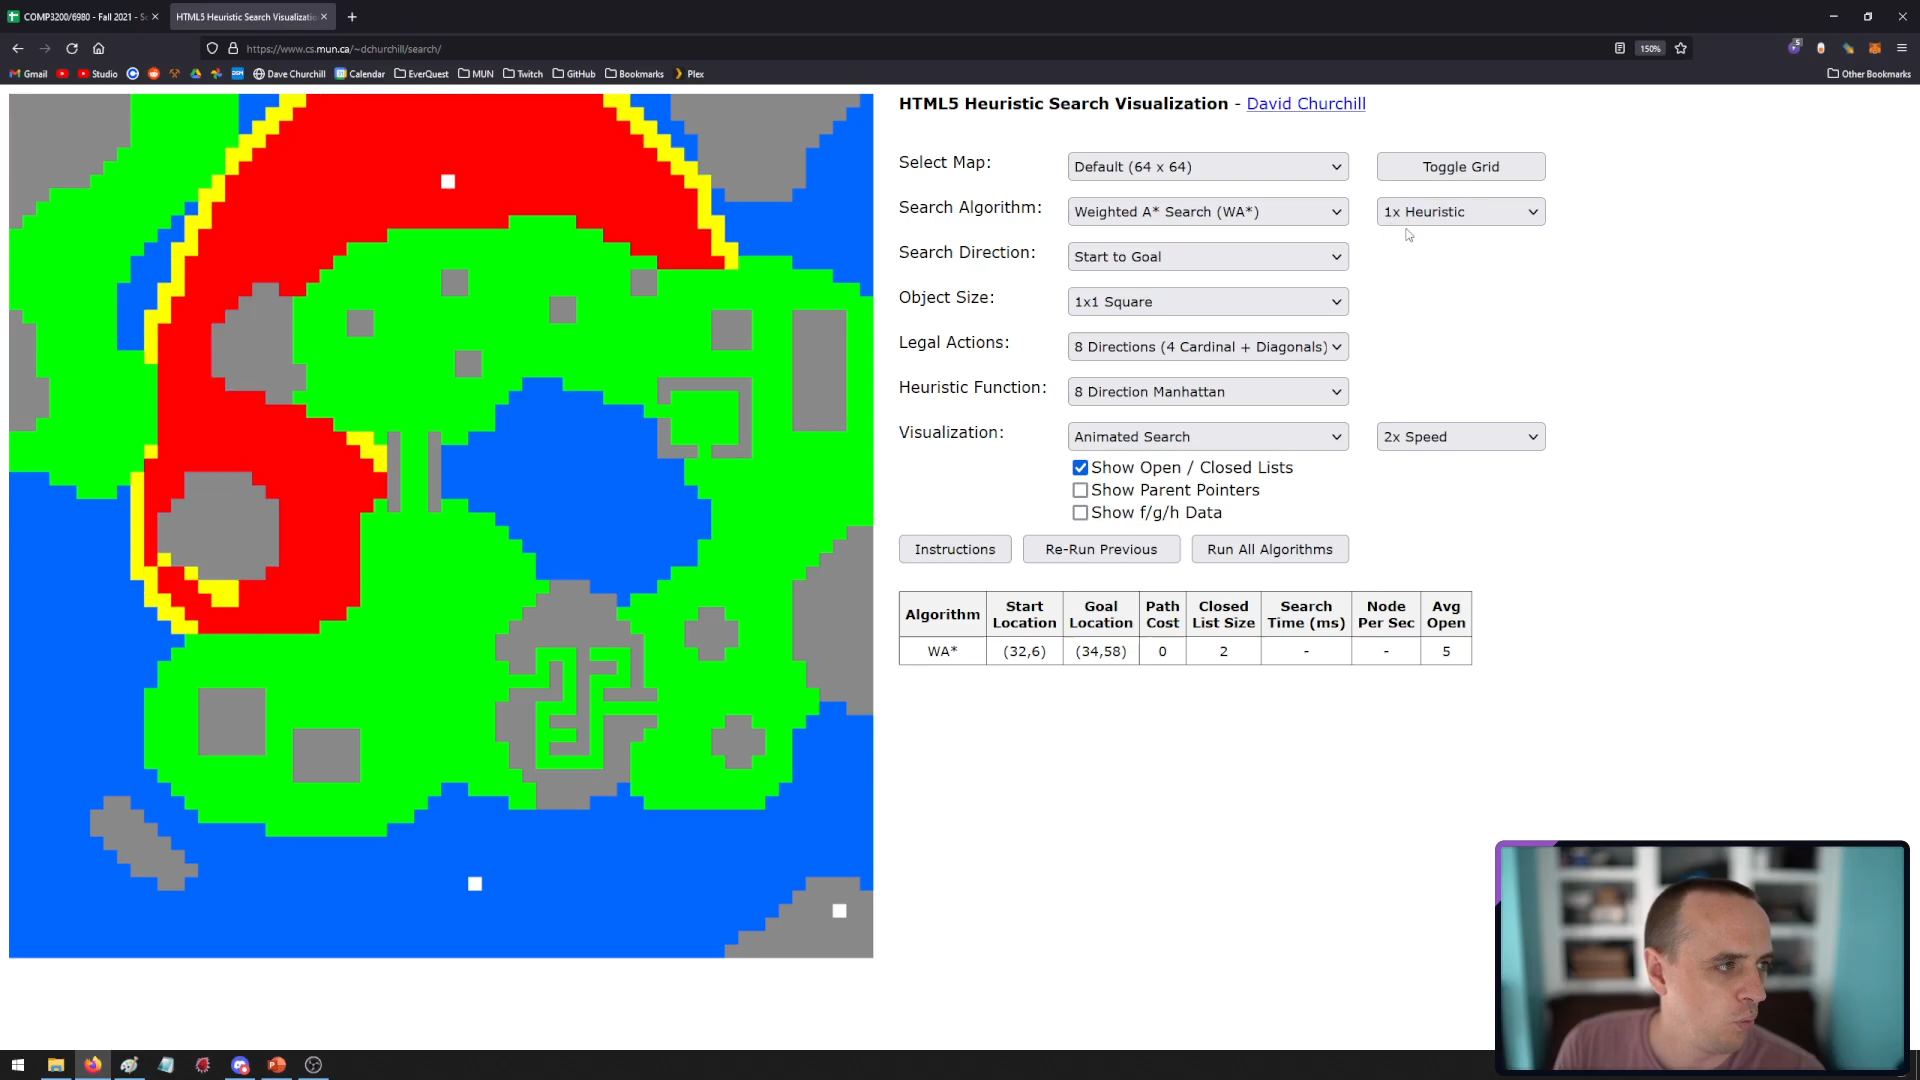 COMP3200/6980 - Fall 2021 - Sc
HTML5 Heuristic Search Visualizatio
https://www.cs.mun.ca/~dchurchill/search/
150%
5
Gmail
Studio
Dave Churchill
Calendar
EverQuest
MUN
Twitch
GitHub
Bookmarks
Plex
Other Bookmarks
HTML5 Heuristic Search Visualization - David Churchill
Select Map: Default (64 x 64) Toggle Grid
Search Algorithm: Weighted A* Search (WA*) 1x Heuristic
Search Direction: Start to Goal
Object Size: 1x1 Square
Legal Actions: 8 Directions (4 Cardinal + Diagonals)
Heuristic Function: 8 Direction Manhattan
Visualization: Animated Search 2x Speed
Show Open / Closed Lists
Show Parent Pointers
Show f/g/h Data
Instructions Re-Run Previous Run All Algorithms
Algorithm Start Location Goal Location Path Cost Closed List Size Search Time (ms) Node Per Sec Avg Open
WA* (32,6) (34,58) 0 2 - - 5